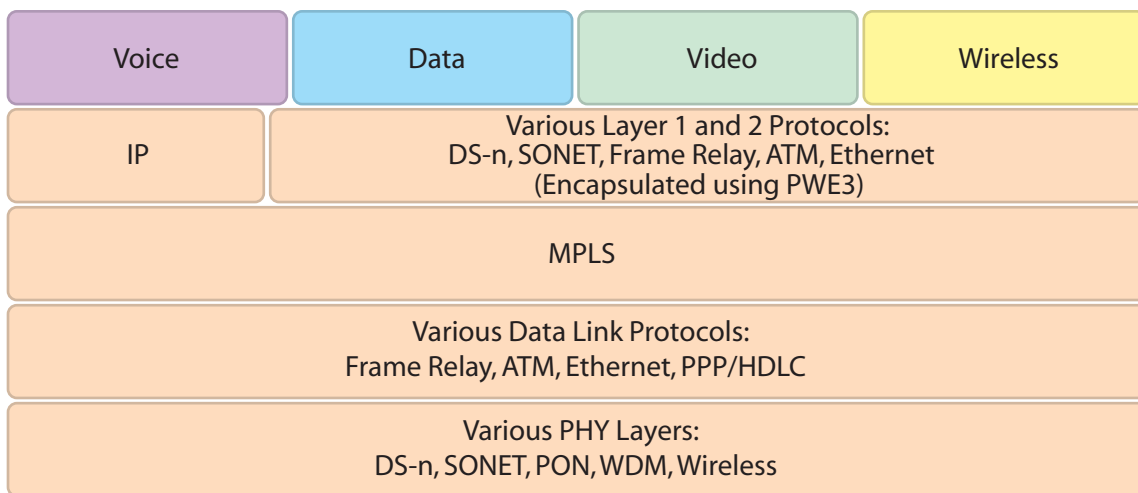 Voice
Data
Video
Wireless
IP
Various Layer 1 and 2 Protocols:
DS-n, SONET, Frame Relay, ATM, Ethernet
(Encapsulated using PWE3)
MPLS
Various Data Link Protocols:
Frame Relay, ATM, Ethernet, PPP/HDLC
Various PHY Layers:
DS-n, SONET, PON, WDM, Wireless